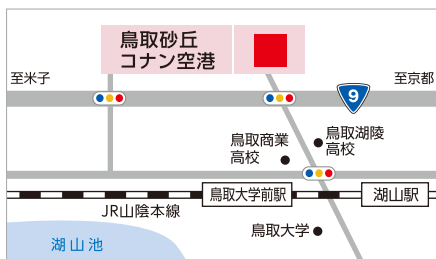 鳥取砂丘
コナン空港
至米子
至京都
9
鳥取商業
高校
鳥取湖陵
高校
鳥取大学前駅
湖山駅
JR山陰本線
鳥取大学
湖山池